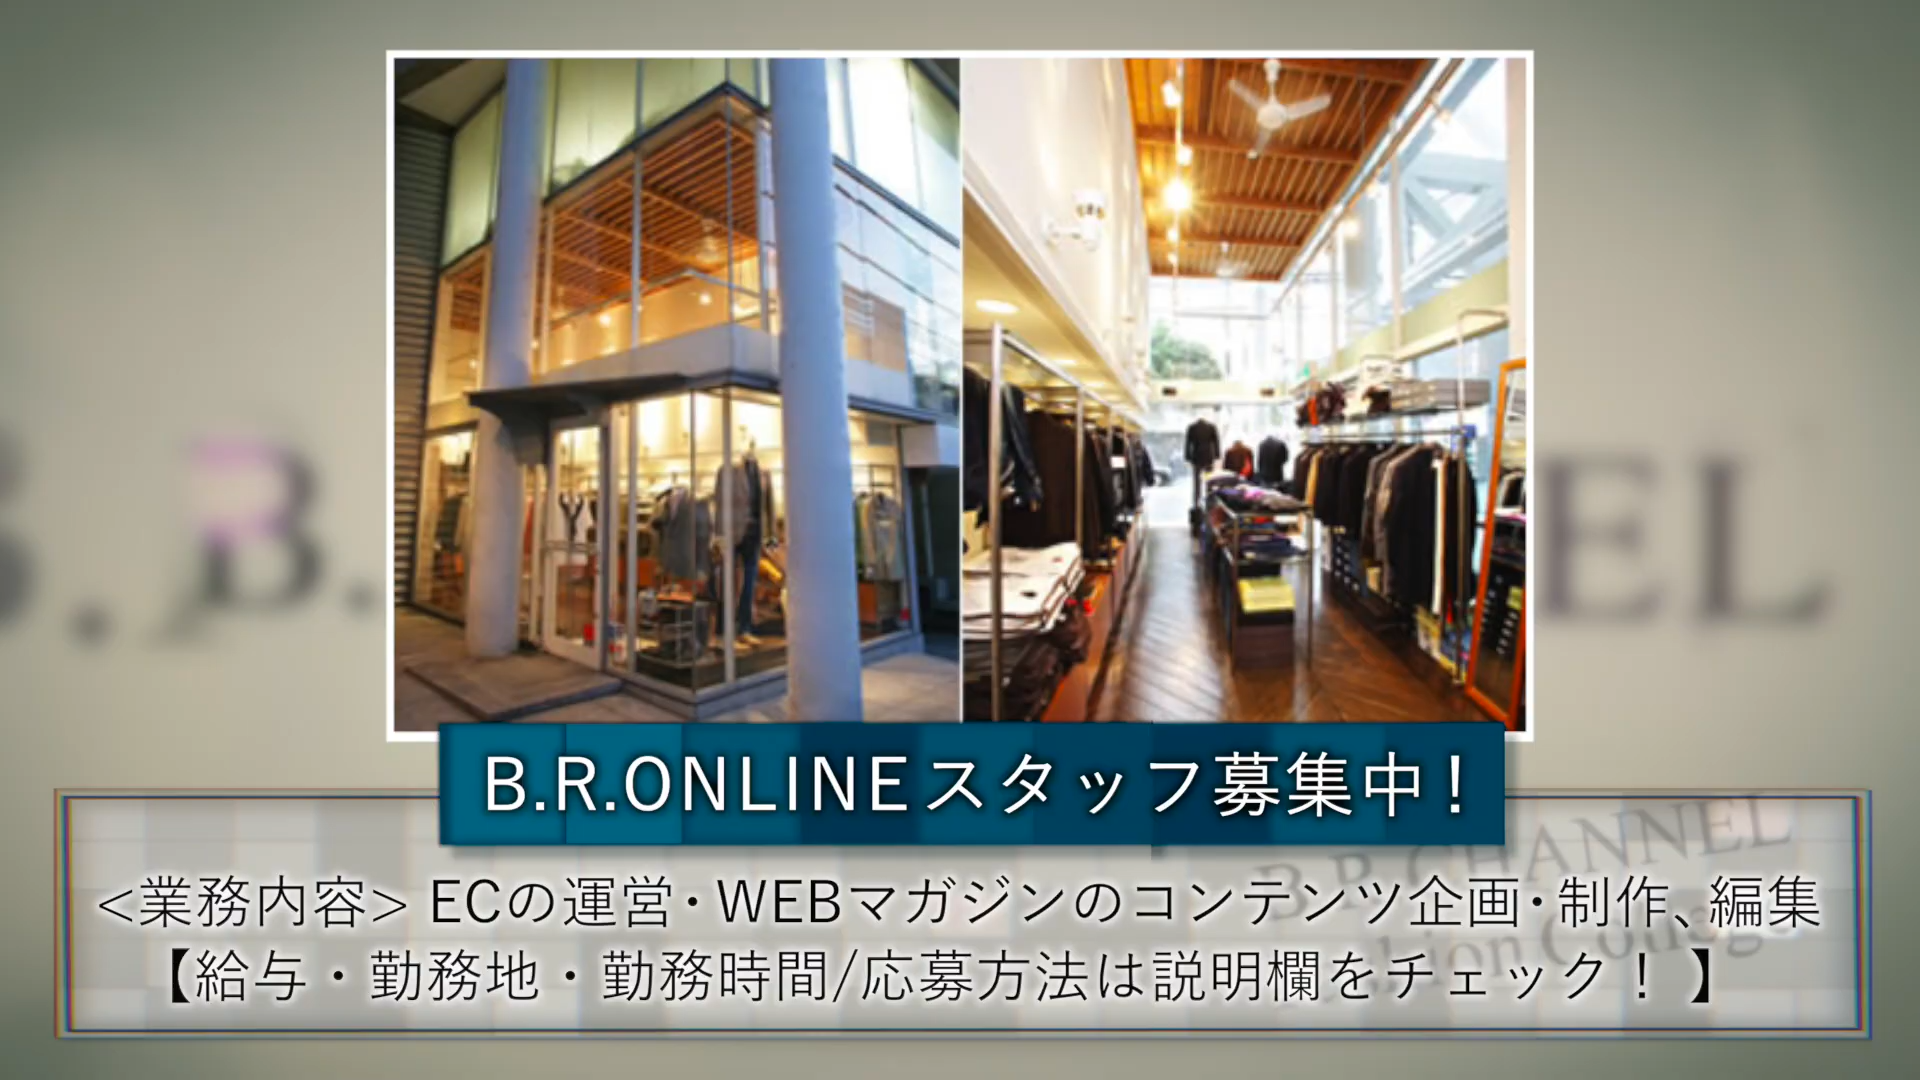 B.R.ONLINEスタッフ募集中！
<業務内容> ECの運営・WEBマガジンのコンテンツ企画・制作、編集
【給与・勤務地・勤務時間/応募方法は説明欄をチェック！ 】
B.R.CHANNEL